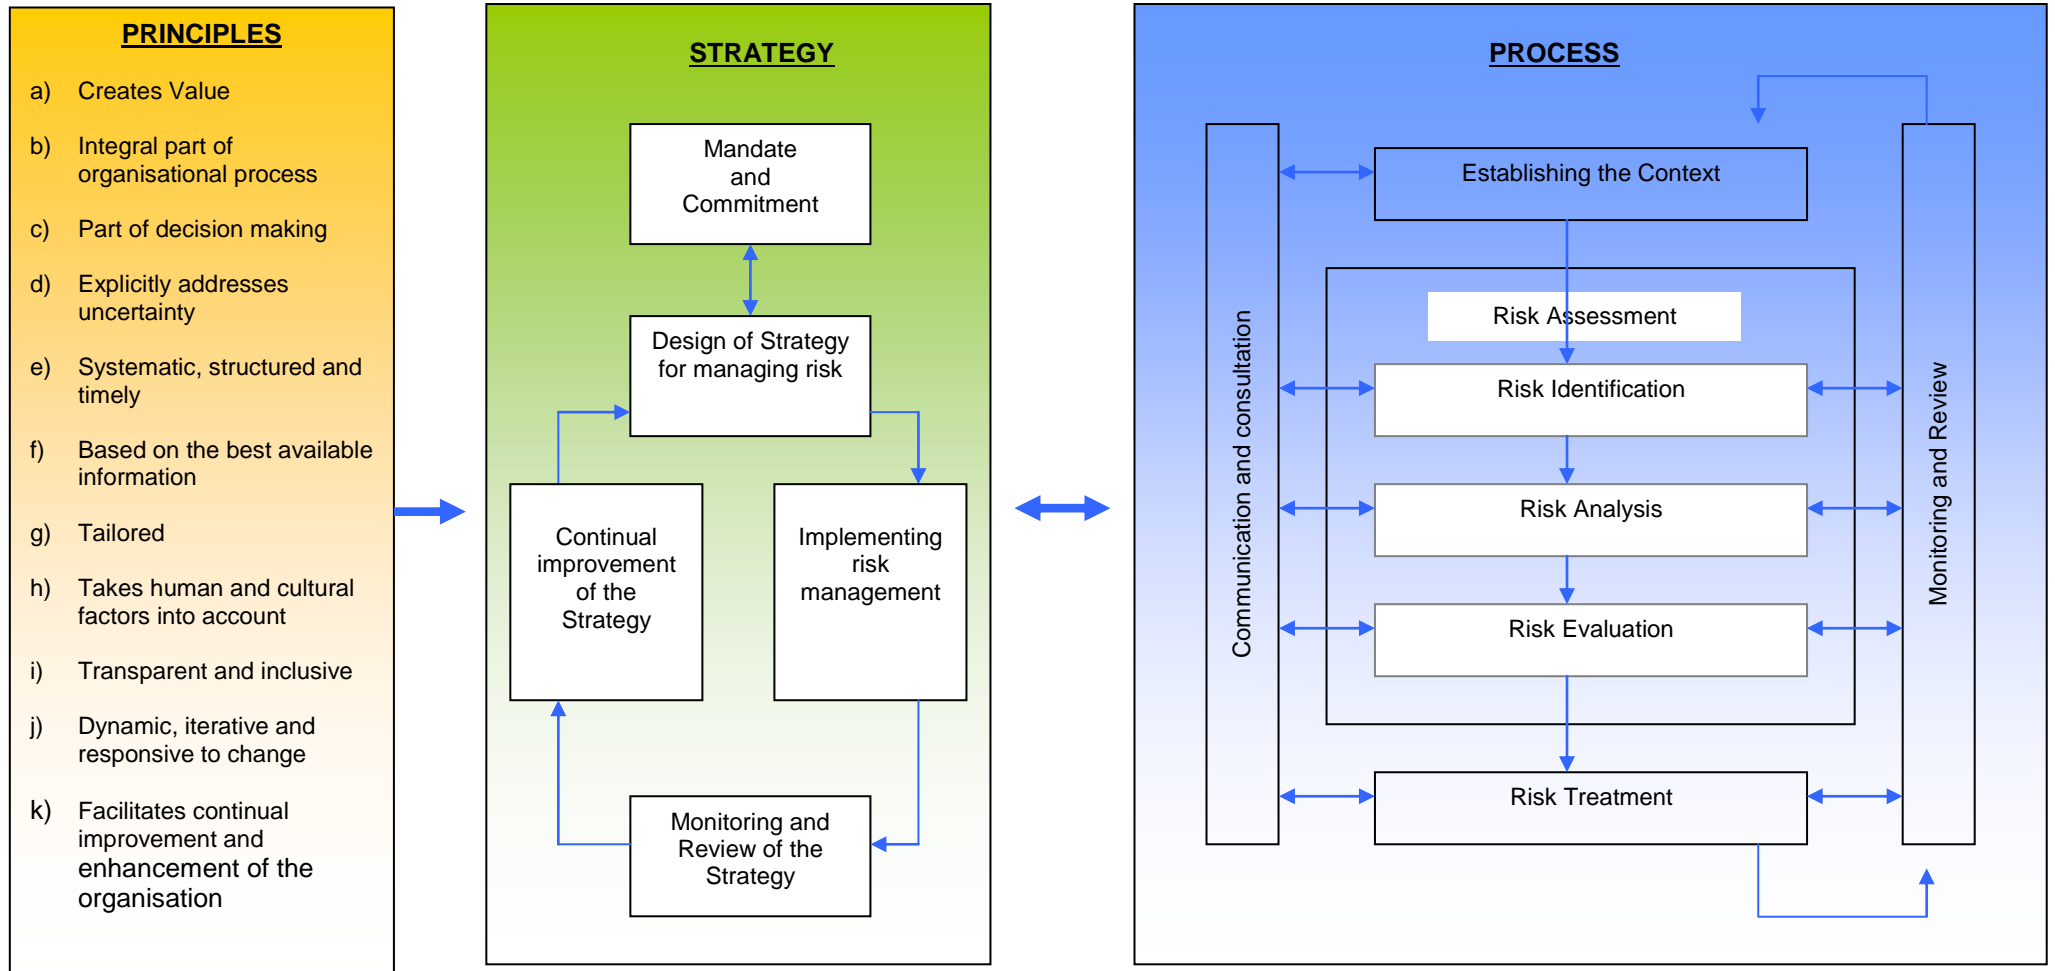 PRINCIPLES
a) Creates Value
b) Integral part of
organisational process
c) Part of decision making
d) Explicitly addresses
uncertainty
e) Systematic, structured and
timely
f) Based on the best available
information
g) Tailored
h) Takes human and cultural
factors into account
i) Transparent and inclusive
j) Dynamic, iterative and
responsive to change
k) Facilitates continual
improvement and
enhancement of the
organisation
STRATEGY
Mandate
and
Commitment
Design of Strategy
for managing risk
Continual
improvement
of the
Strategy
Implementing
risk
management
Monitoring and
Review of the
Strategy
PROCESS
Communication and consultation
Establishing the Context
Risk Assessment
Risk Identification
Risk Analysis
Risk Evaluation
Risk Treatment
Monitoring and Review